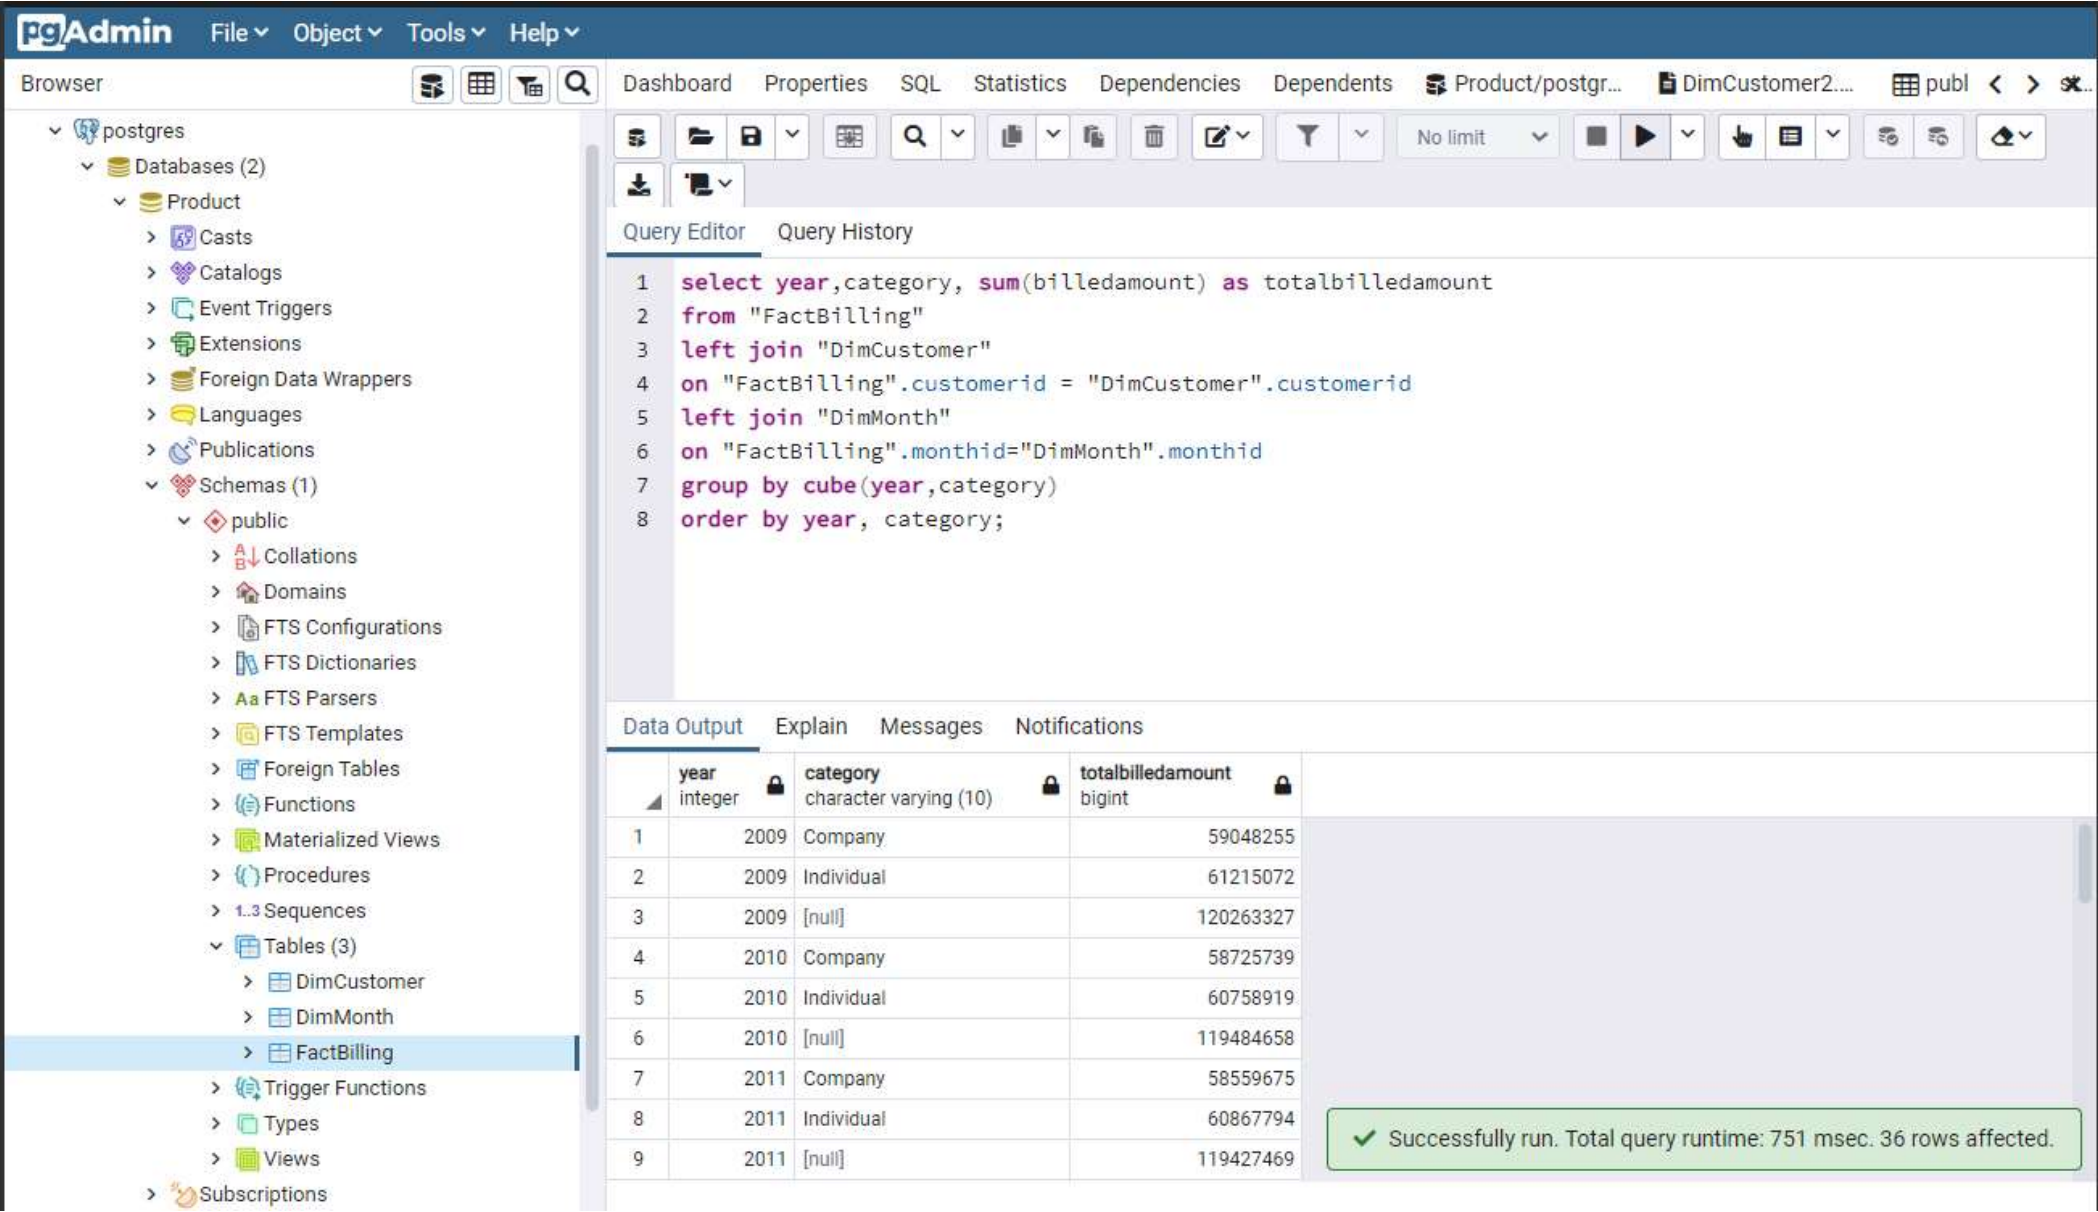 pgAdmin File Object Tools Help
Browser
Dashboard Properties SQL Statistics Dependencies Dependents Product/postgr... DimCustomer2.... publ
postgres
Databases (2)
Product
Casts
Catalogs
Event Triggers
Extensions
Foreign Data Wrappers
Languages
Publications
Schemas (1)
public
Collations
Domains
FTS Configurations
FTS Dictionaries
Aa FTS Parsers
FTS Templates
Foreign Tables
Functions
Materialized Views
Procedures
1..3 Sequences
Tables (3)
DimCustomer
DimMonth
FactBilling
Trigger Functions
Types
Views
Subscriptions
No limit
Query Editor Query History
1 select year,category, sum(billedamount) as totalbilledamount
2 from "FactBilling"
3 left join "DimCustomer"
4 on "FactBilling".customerid = "DimCustomer".customerid
5 left join "DimMonth"
6 on "FactBilling".monthid="DimMonth".monthid
7 group by cube(year,category)
8 order by year, category;
Data Output Explain Messages Notifications
year category totalbilledamount
integer character varying (10) bigint
1 2009 Company 59048255
2 2009 Individual 61215072
3 2009 [null] 120263327
4 2010 Company 58725739
5 2010 Individual 60758919
6 2010 [null] 119484658
7 2011 Company 58559675
8 2011 Individual 60867794
9 2011 [null] 119427469
Successfully run. Total query runtime: 751 msec. 36 rows affected.